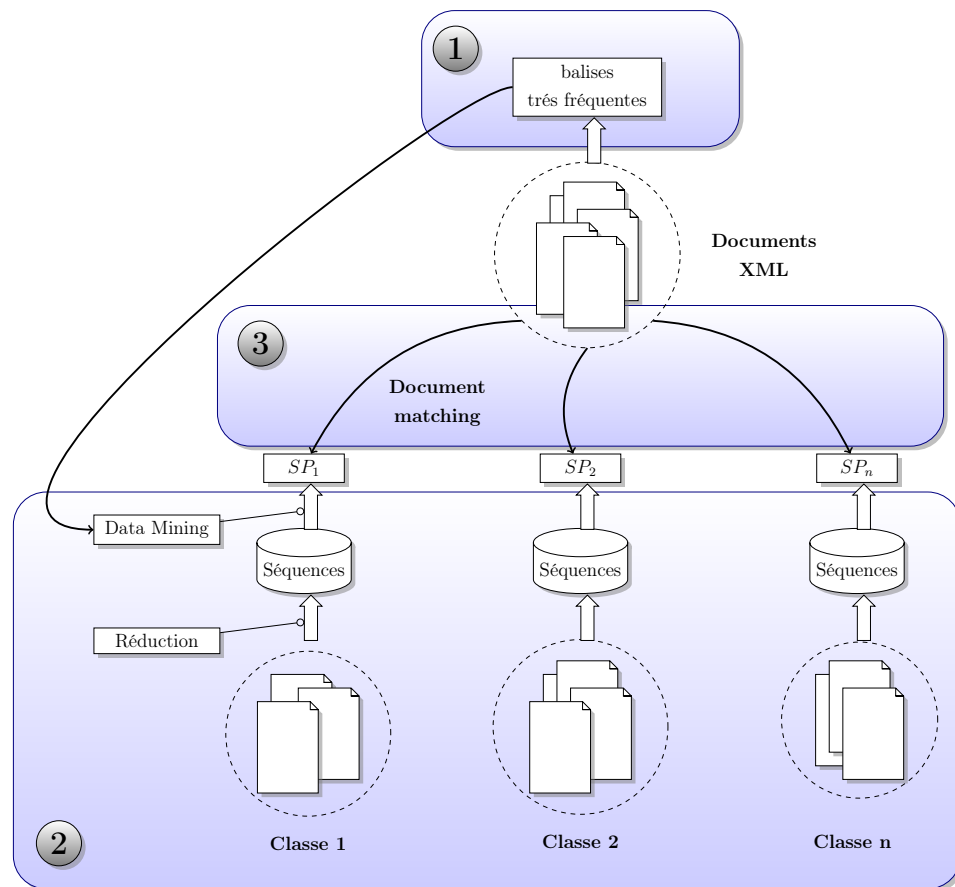 1
balises
trés fréquentes
Documents
XML
3
Document
matching
SP₁
SP₂
SPₙ
Data Mining
Séquences
Séquences
Séquences
Réduction
Classe 1
Classe 2
Classe n
2